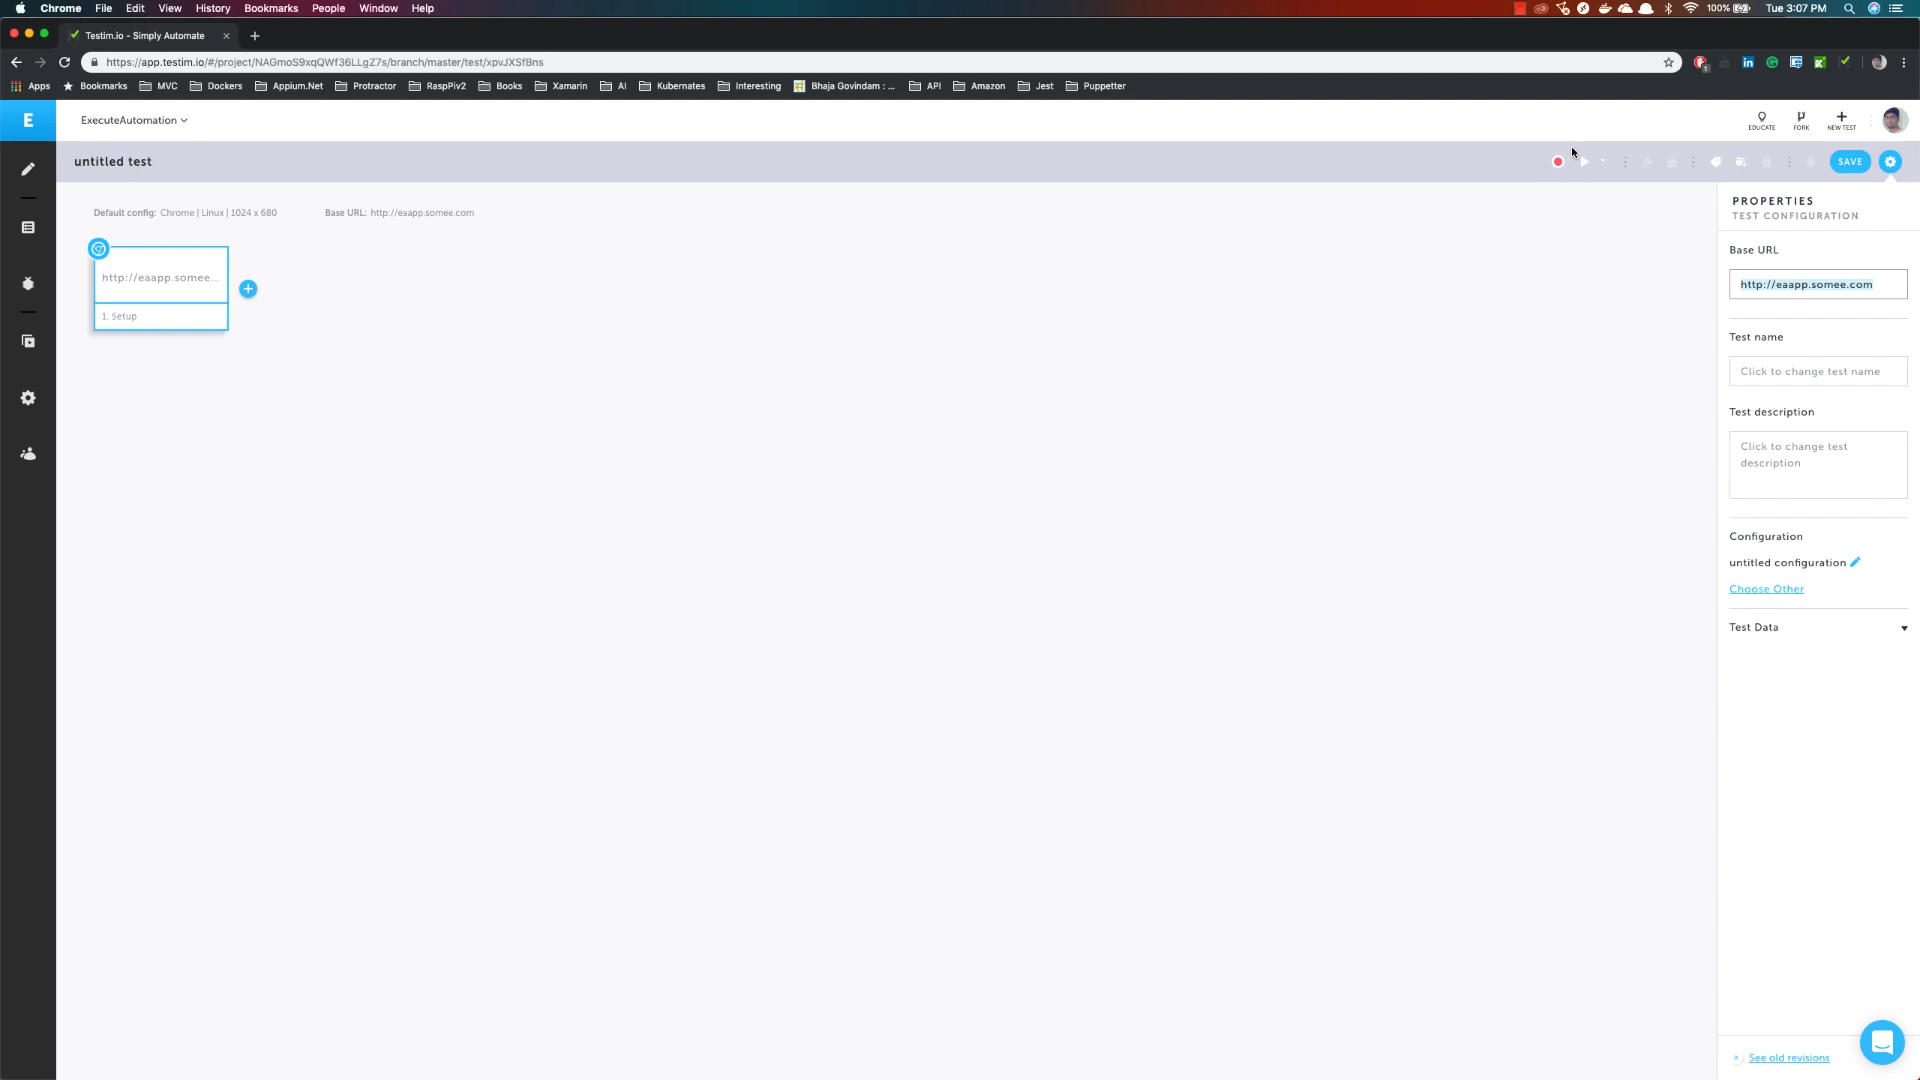 Chrome File Edit View History Bookmarks People Window Help 100% Tue 3:07 PM
Testim.io - Simply Automate
https://app.testim.io/#/project/NAGmoS9xqQWf36LLgZ7s/branch/master/test/xpvJXSfBns
Apps Bookmarks MVC Dockers Appium.Net Protractor RaspPiv2 Books Xamarin AI Kubernates Interesting Bhaja Govindam : ... API Amazon Jest Puppetter
E ExecuteAutomation EDUCATE FORK NEW TEST
untitled test SAVE
Default config: Chrome | Linux | 1024 x 680 Base URL: http://eaapp.somee.com
http://eaapp.somee...
1. Setup
PROPERTIES
TEST CONFIGURATION
Base URL
http://eaapp.somee.com
Test name
Click to change test name
Test description
Click to change test
description
Configuration
untitled configuration
Choose Other
Test Data
See old revisions